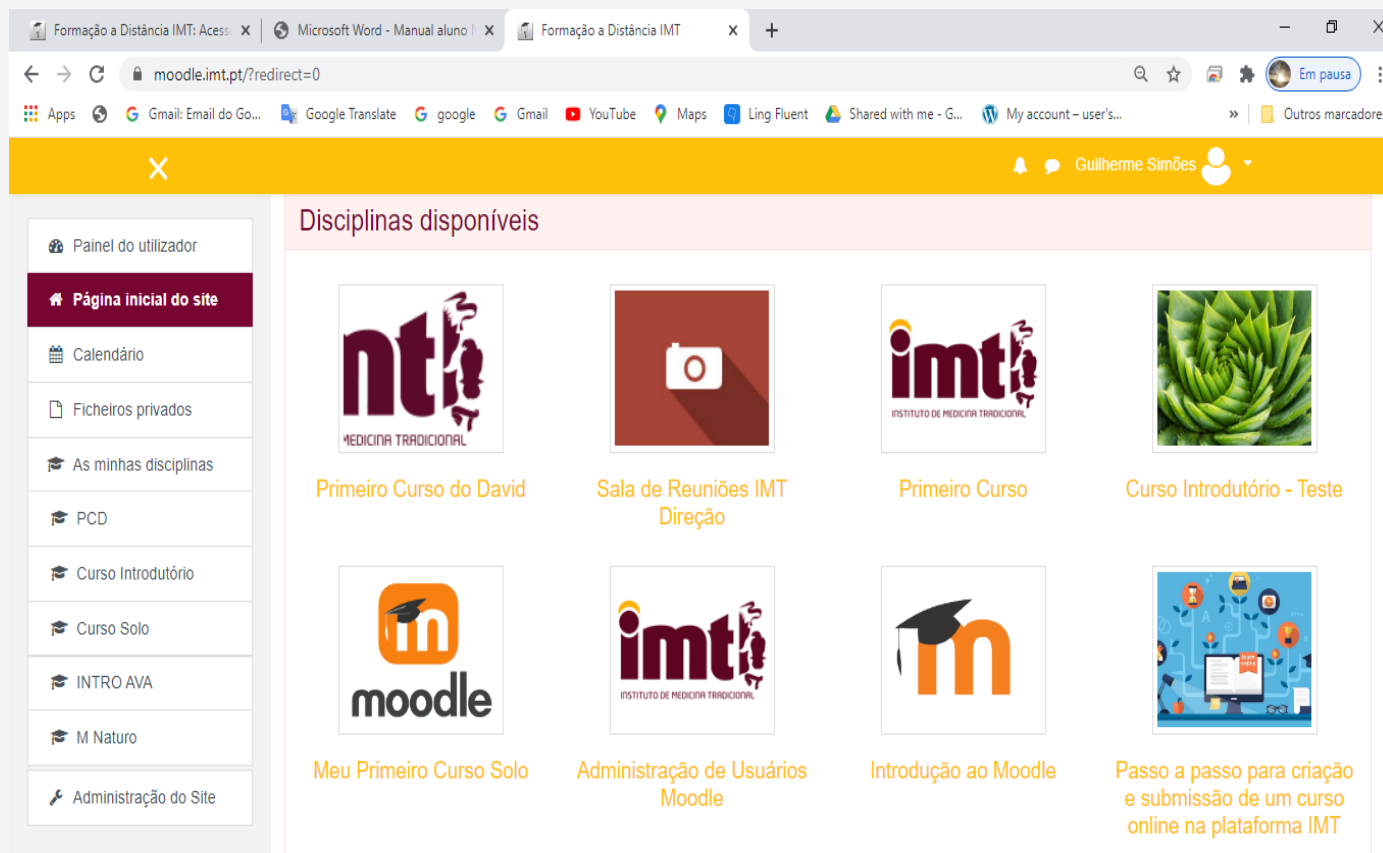 Formação a Distância IMT: Acess
Microsoft Word - Manual aluno
Formação a Distância IMT
moodle.imt.pt/?redirect=0
Em pausa
Apps
Gmail: Email do Go...
Google Translate
google
Gmail
YouTube
Maps
Ling Fluent
Shared with me - G...
My account – user's...
»
Outros marcadores
Guilherme Simões
Painel do utilizador
Página inicial do site
Calendário
Ficheiros privados
As minhas disciplinas
PCD
Curso Introdutório
Curso Solo
INTRO AVA
M Naturo
Administração do Site
Disciplinas disponíveis
nt
MEDICINA TRADICIONAL
Primeiro Curso do David
Sala de Reuniões IMT
Direção
imt
INSTITUTO DE MEDICINA TRADICIONAL
Primeiro Curso
Curso Introdutório - Teste
m
moodle
Meu Primeiro Curso Solo
imt
INSTITUTO DE MEDICINA TRADICIONAL
Administração de Usuários
Moodle
m
Introdução ao Moodle
Passo a passo para criação
e submissão de um curso
online na plataforma IMT